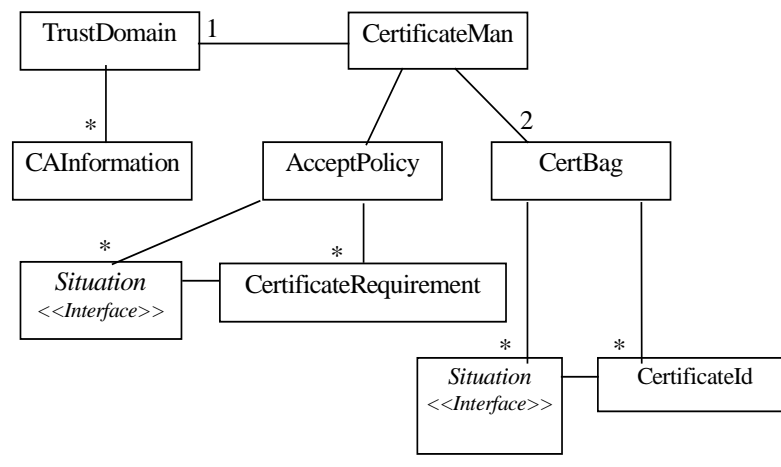 TrustDomain
1
CertificateMan
*
2
CAInformation
AcceptPolicy
CertBag
*
*
Situation
<<Interface>>
CertificateRequirement
*
*
Situation
<<Interface>>
CertificateId